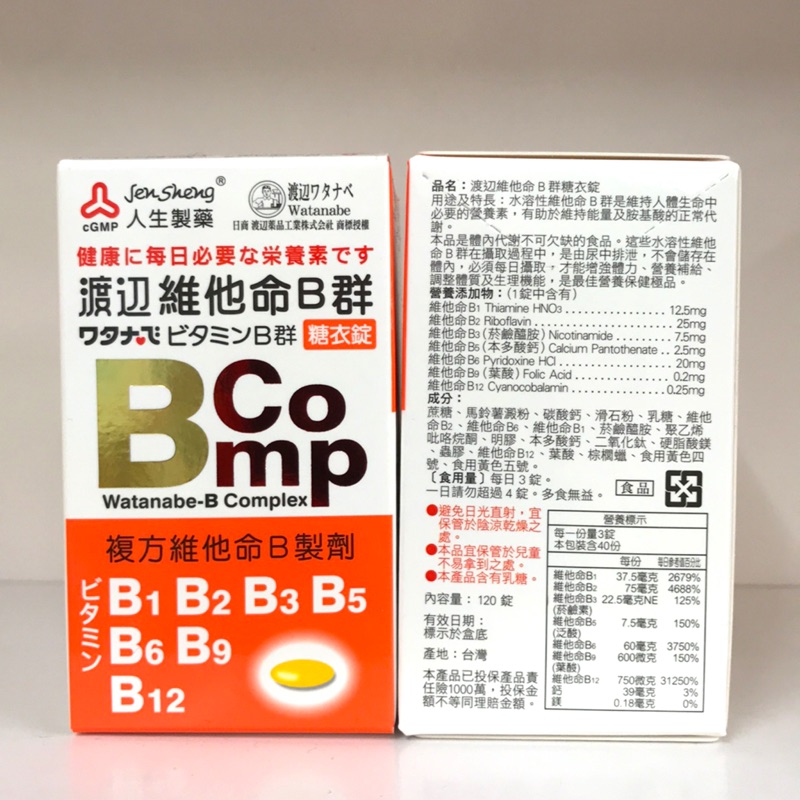 Jen Sheng®
cGMP
人生製藥
渡辺ワタナベ
Watanabe
日商 渡辺薬品工業株式会社 商標授權
健康に每日必要な栄養素です
渡辺維他命B群
ワタナベ ビタミンB群 糖衣錠
B Comp
Watanabe-B Complex
複方維他命B製劑
ビタミン
B1 B2 B3 B5
B6 B9
B12
品名：渡辺維他命B群糖衣錠
用途及特長：水溶性維他命B群是維持人體生命中
必要的營養素，有助於維持能量及胺基酸的正常代
謝。
本品是體內代謝不可欠缺的食品。這些水溶性維他
命B群在攝取過程中，是由尿中排泄，不會儲存在
體內，必須每日攝取，才能增強體力、營養補給、
調整體質及生理機能，是最佳營養保健極品。
營養添加物：(1錠中含有)
維他命B1 Thiamine HNO3 ........................ 12.5mg
維他命B2 Riboflavin .............................. 25mg
維他命B3 (菸鹼醯胺) Nicotinamide ........... 7.5mg
維他命B5 (本多酸鈣) Calcium Pantothenate .. 2.5mg
維他命B6 Pyridoxine HCl ........................ 20mg
維他命B9 (葉酸) Folic Acid ..................... 0.2mg
維他命B12 Cyanocobalamin .................... 0.25mg
成分：
蔗糖、馬鈴薯澱粉、碳酸鈣、滑石粉、乳糖、維他
命B2、維他命B6、維他命B1、菸鹼醯胺、聚乙烯
吡咯烷酮、明膠、本多酸鈣、二氧化鈦、硬脂酸鎂
、蟲膠、維他命B12、葉酸、棕櫚蠟、食用黃色四
號、食用黃色五號。
〔食用量〕每日3錠。
一日請勿超過4錠。多食無益。
食品
●避免日光直射，宜
保管於陰涼乾燥之
處。
●本品宜保管於兒童
不易拿到之處。
●本產品含有乳糖。
內容量：120 錠
有效日期：
標示於盒底
產地：台灣
本產品已投保產品責
任險1000萬，投保金
額不等同理賠金額。
營養標示
每一份量3錠
本包裝含40份
每份 每日參考值百分比
維他命B1 37.5毫克 2679%
維他命B2 75毫克 4688%
維他命B3 22.5毫克NE 125%
(菸鹼素)
維他命B5 7.5毫克 150%
(泛酸)
維他命B6 60毫克 3750%
維他命B9 600微克 150%
(葉酸)
維他命B12 750微克 31250%
鈣 39毫克 3%
鎂 0.18毫克 0%